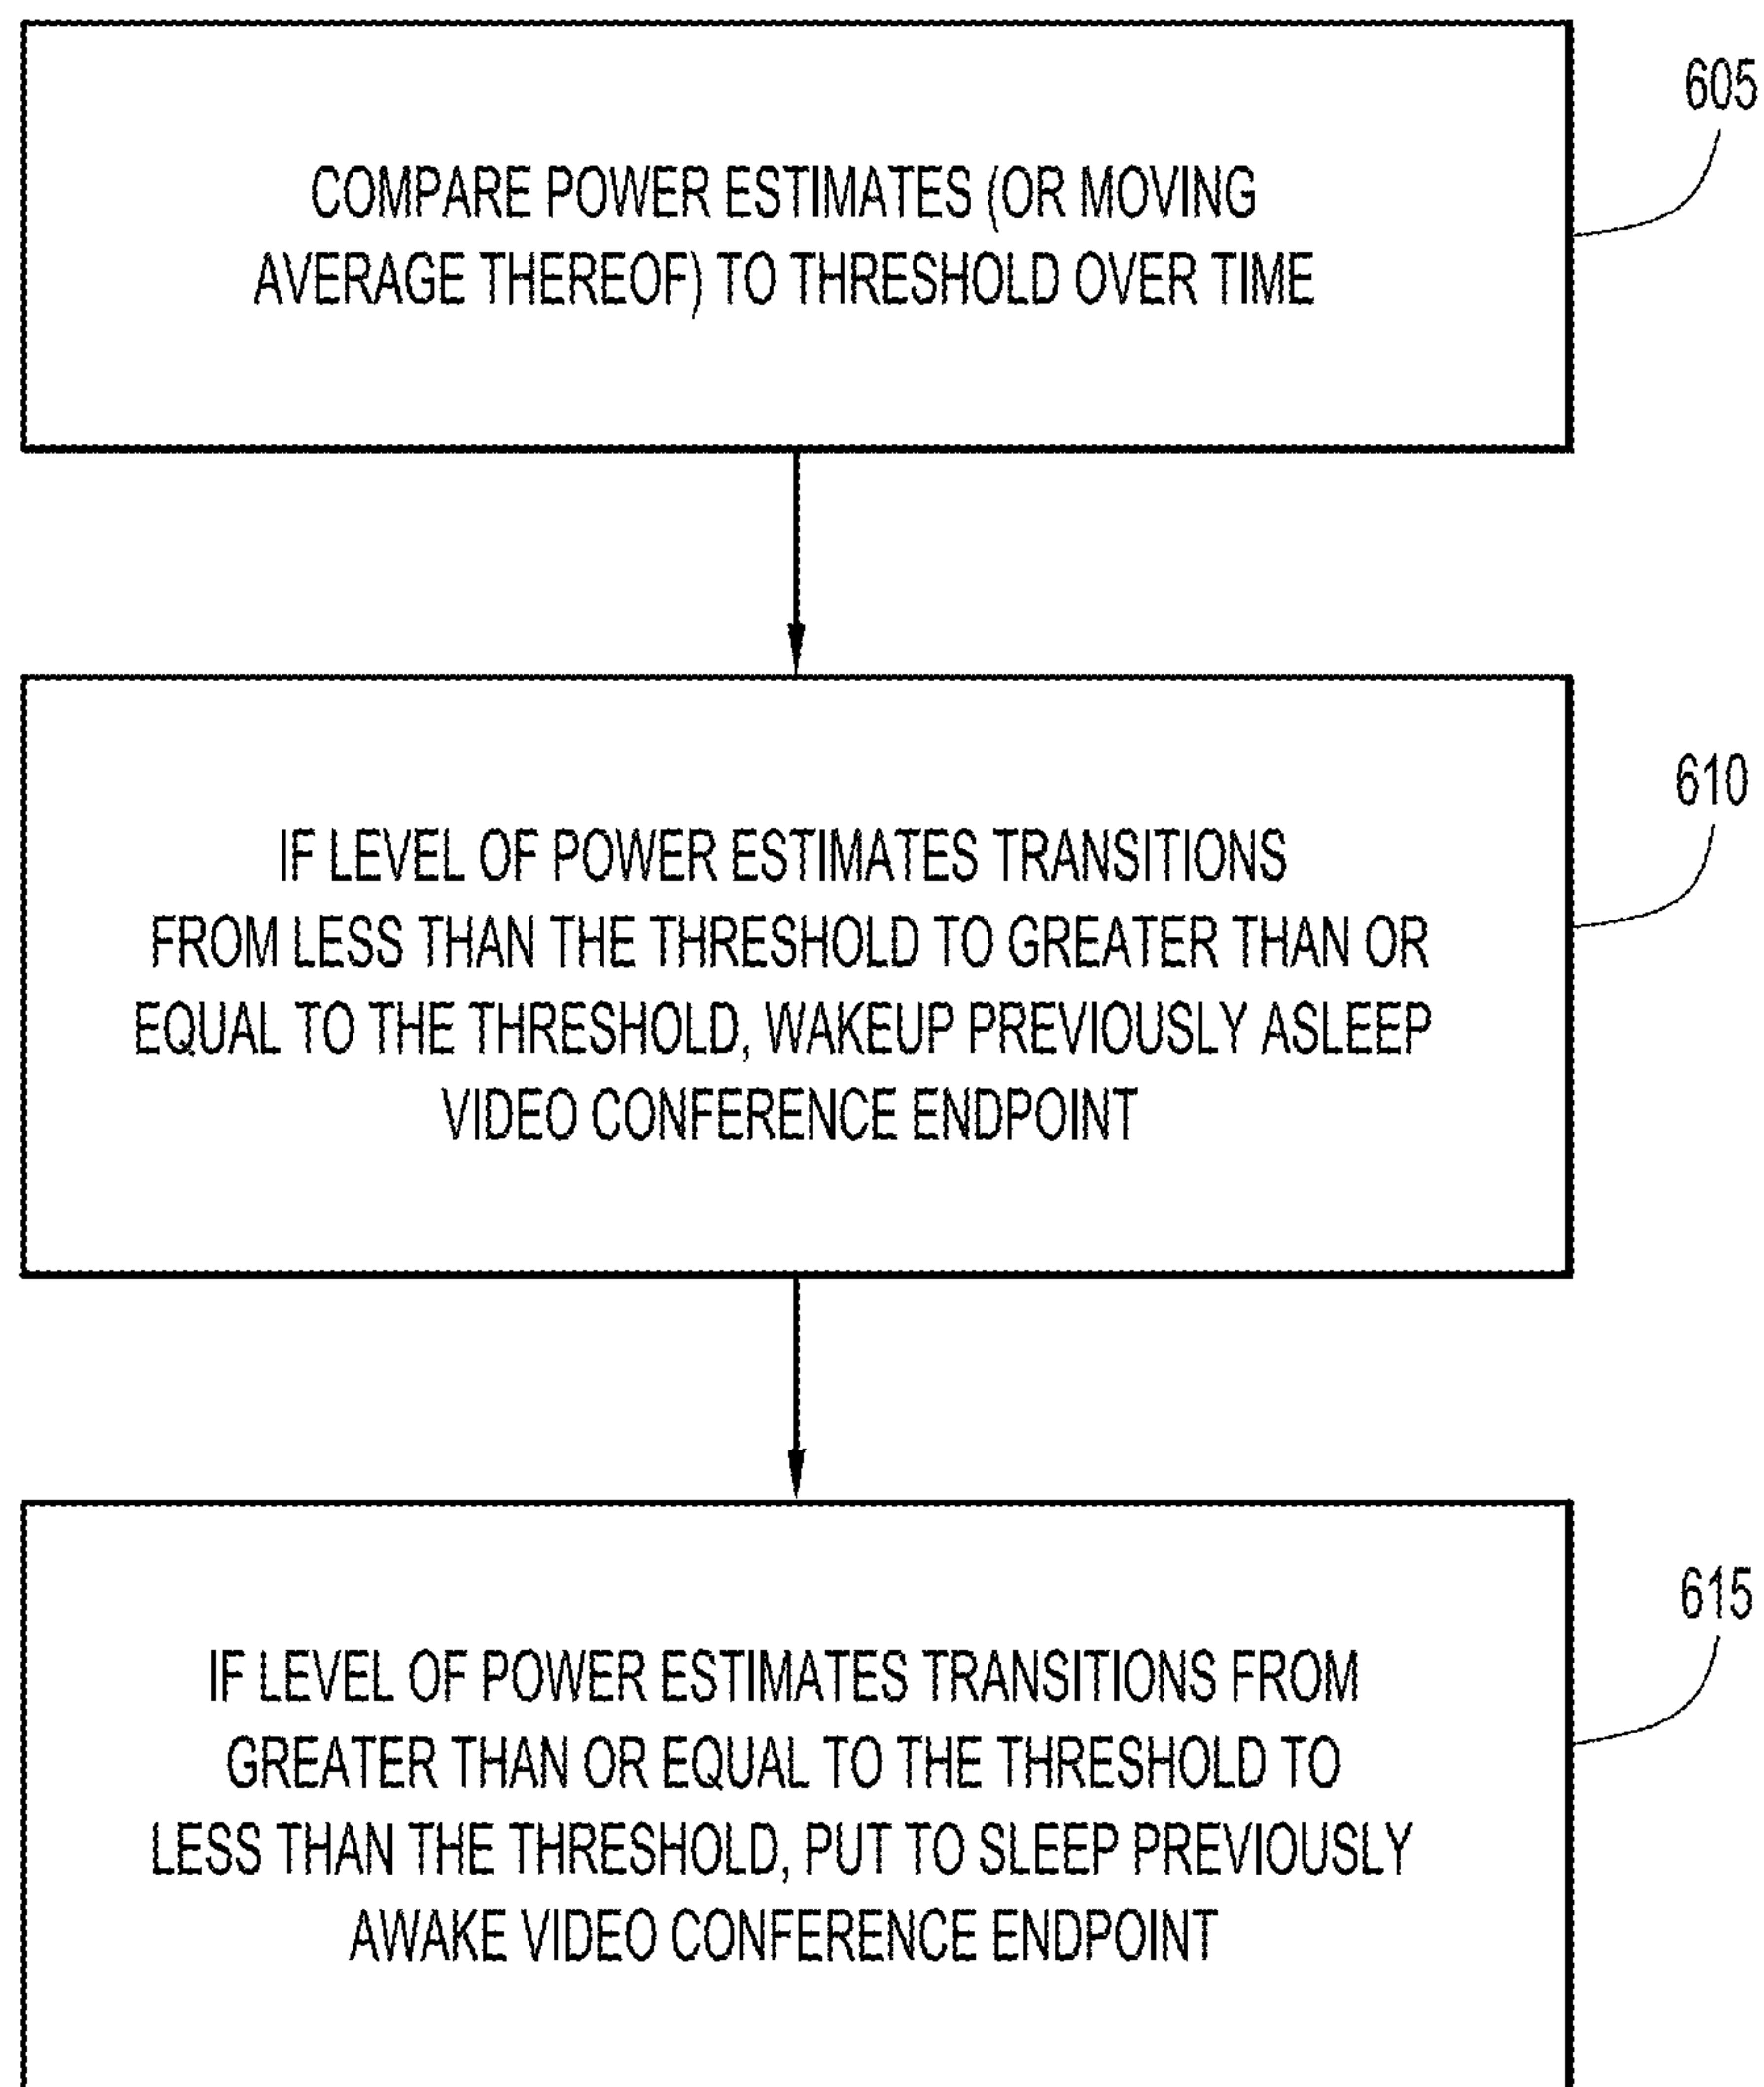 605
COMPARE POWER ESTIMATES (OR MOVING
AVERAGE THEREOF) TO THRESHOLD OVER TIME
610
IF LEVEL OF POWER ESTIMATES TRANSITIONS
FROM LESS THAN THE THRESHOLD TO GREATER THAN OR
EQUAL TO THE THRESHOLD, WAKEUP PREVIOUSLY ASLEEP
VIDEO CONFERENCE ENDPOINT
615
IF LEVEL OF POWER ESTIMATES TRANSITIONS FROM
GREATER THAN OR EQUAL TO THE THRESHOLD TO
LESS THAN THE THRESHOLD, PUT TO SLEEP PREVIOUSLY
AWAKE VIDEO CONFERENCE ENDPOINT